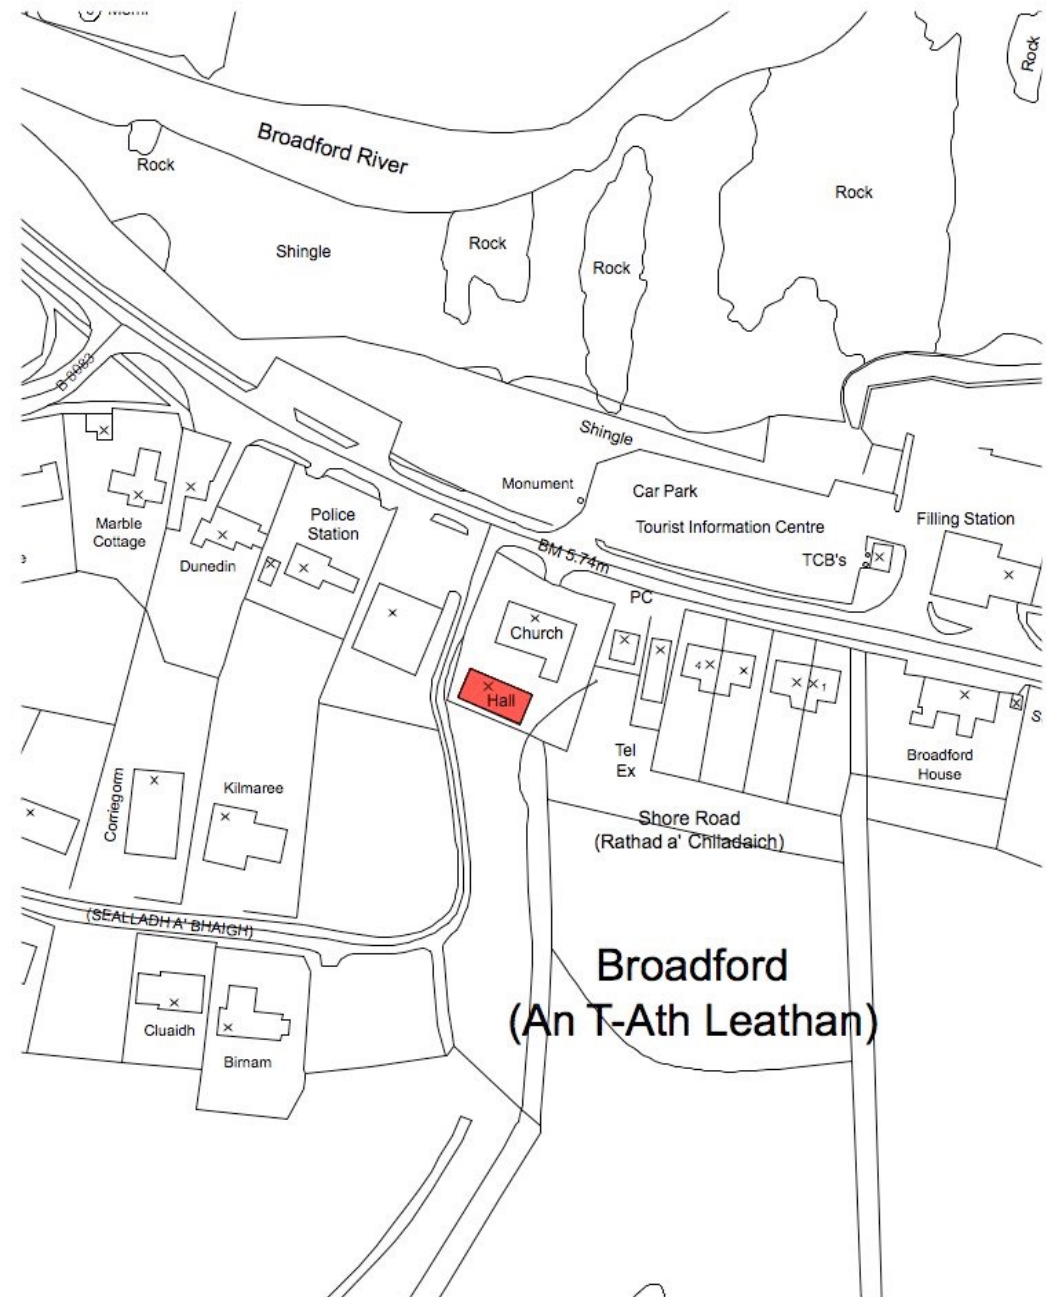 Rock
Broadford River
Rock
Rock
Rock
Shingle
Rock
B 8083
Shingle
Monument
Car Park
Tourist Information Centre
Filling Station
Police
Station
Marble
Cottage
Dunedin
BM 5.74m
TCB's
PC
Church
4
1
Hall
Tel
Ex
Broadford
House
Corriegorm
Kilmaree
Shore Road
(Rathad a' Chiladaich)
(SEALLADH A' BHAIGH)
Broadford
(An T-Ath Leathan)
Cluaidh
Birnam